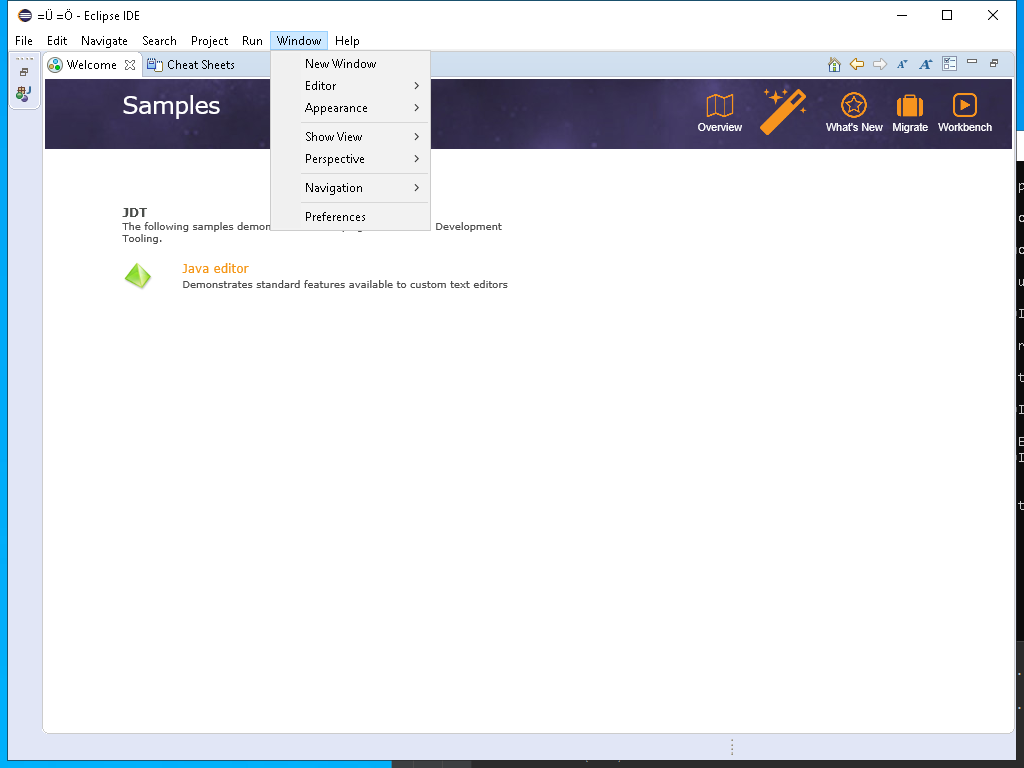 =Ü =Ö - Eclipse IDE
File Edit Navigate Search Project Run Window Help
Welcome Cheat Sheets
New Window
Editor
Appearance
Show View
Perspective
Navigation
Preferences
Samples
Overview What's New Migrate Workbench
JDT
The following samples Development
Tooling.
Java editor
Demonstrates standard features available to custom text editors